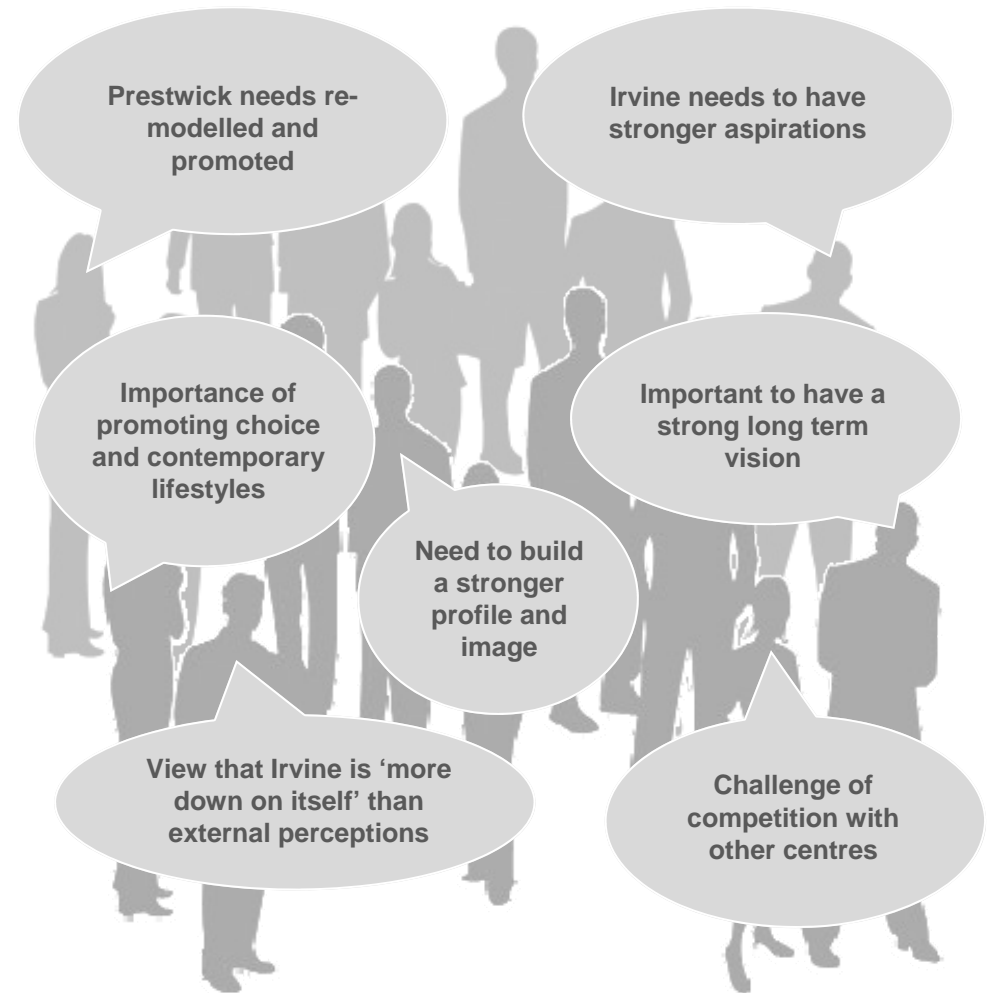 Prestwick needs re-
modelled and
promoted
Irvine needs to have
stronger aspirations
Importance of
promoting choice
and contemporary
lifestyles
Important to have a
strong long term
vision
Need to build
a stronger
profile and
image
View that Irvine is ‘more
down on itself’ than
external perceptions
Challenge of
competition with
other centres